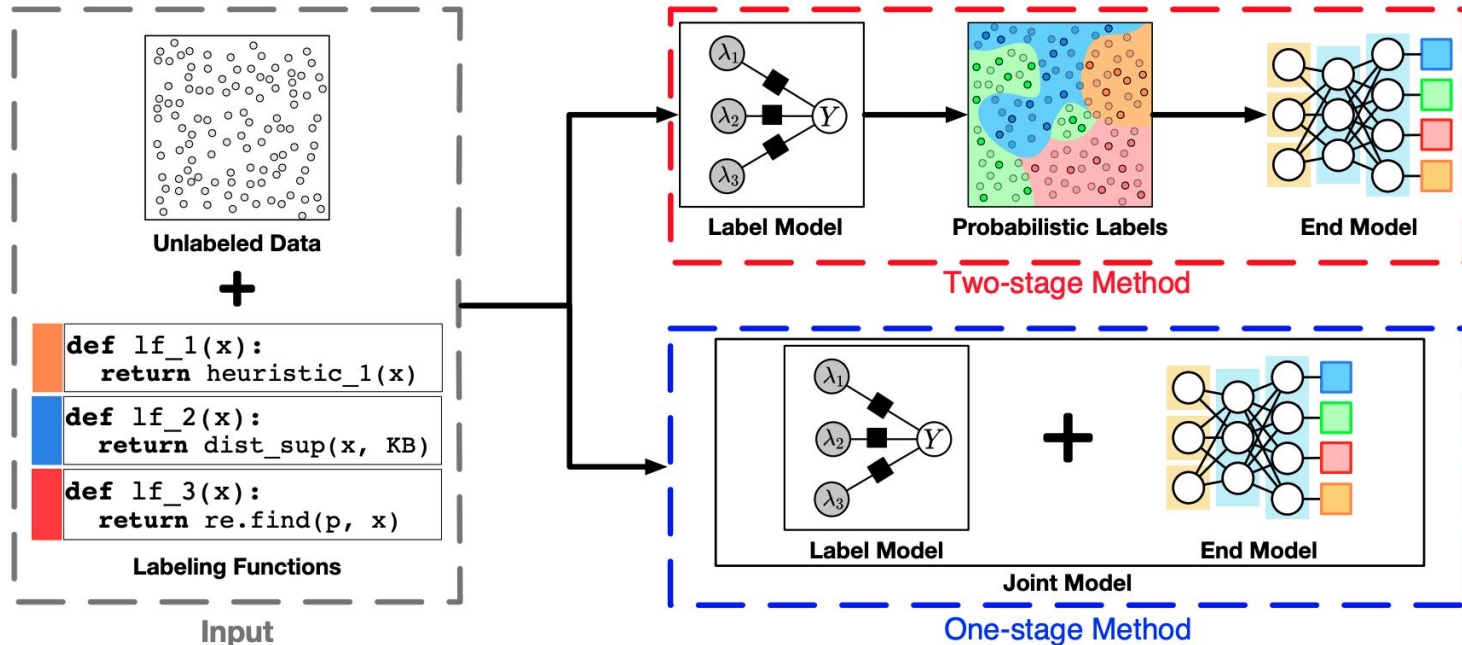 Unlabeled Data
def lf_1(x):
return heuristic_1(x)
def lf_2(x):
return dist_sup(x, KB)
def lf_3(x):
return re.find(p, x)
Labeling Functions
Input
λ1
λ2
λ3
Y
Label Model
Probabilistic Labels
End Model
Two-stage Method
λ1
λ2
λ3
Y
Label Model
End Model
Joint Model
One-stage Method